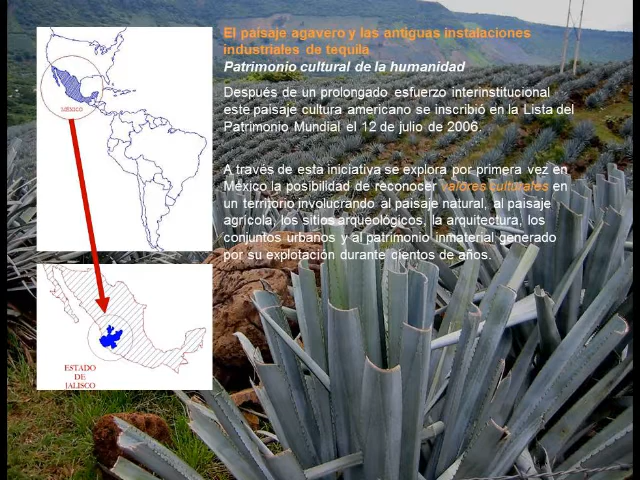 El paisaje agavero y las antiguas instalaciones
industriales de tequila
Patrimonio cultural de la humanidad
Después de un prolongado esfuerzo interinstitucional
este paisaje cultura americano se inscribió en la Lista del
Patrimonio Mundial el 12 de julio de 2006.
A través de esta iniciativa se explora por primera vez en
México la posibilidad de reconocer valores culturales en
un territorio involucrando al paisaje natural, al paisaje
agrícola, los sitios arqueológicos, la arquitectura, los
conjuntos urbanos y al patrimonio inmaterial generado
por su explotación durante cientos de años.
MÉXICO
ESTADO
DE
JALISCO